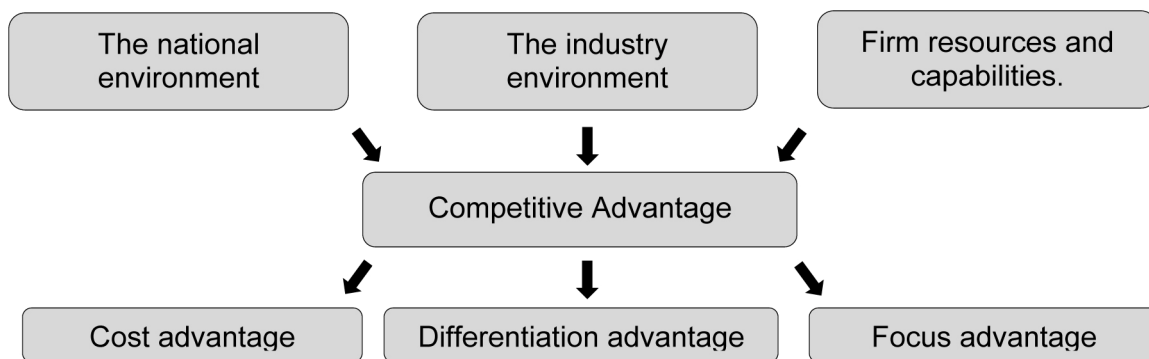 The national
environment
The industry
environment
Firm resources and
capabilities.
Competitive Advantage
Cost advantage
Differentiation advantage
Focus advantage